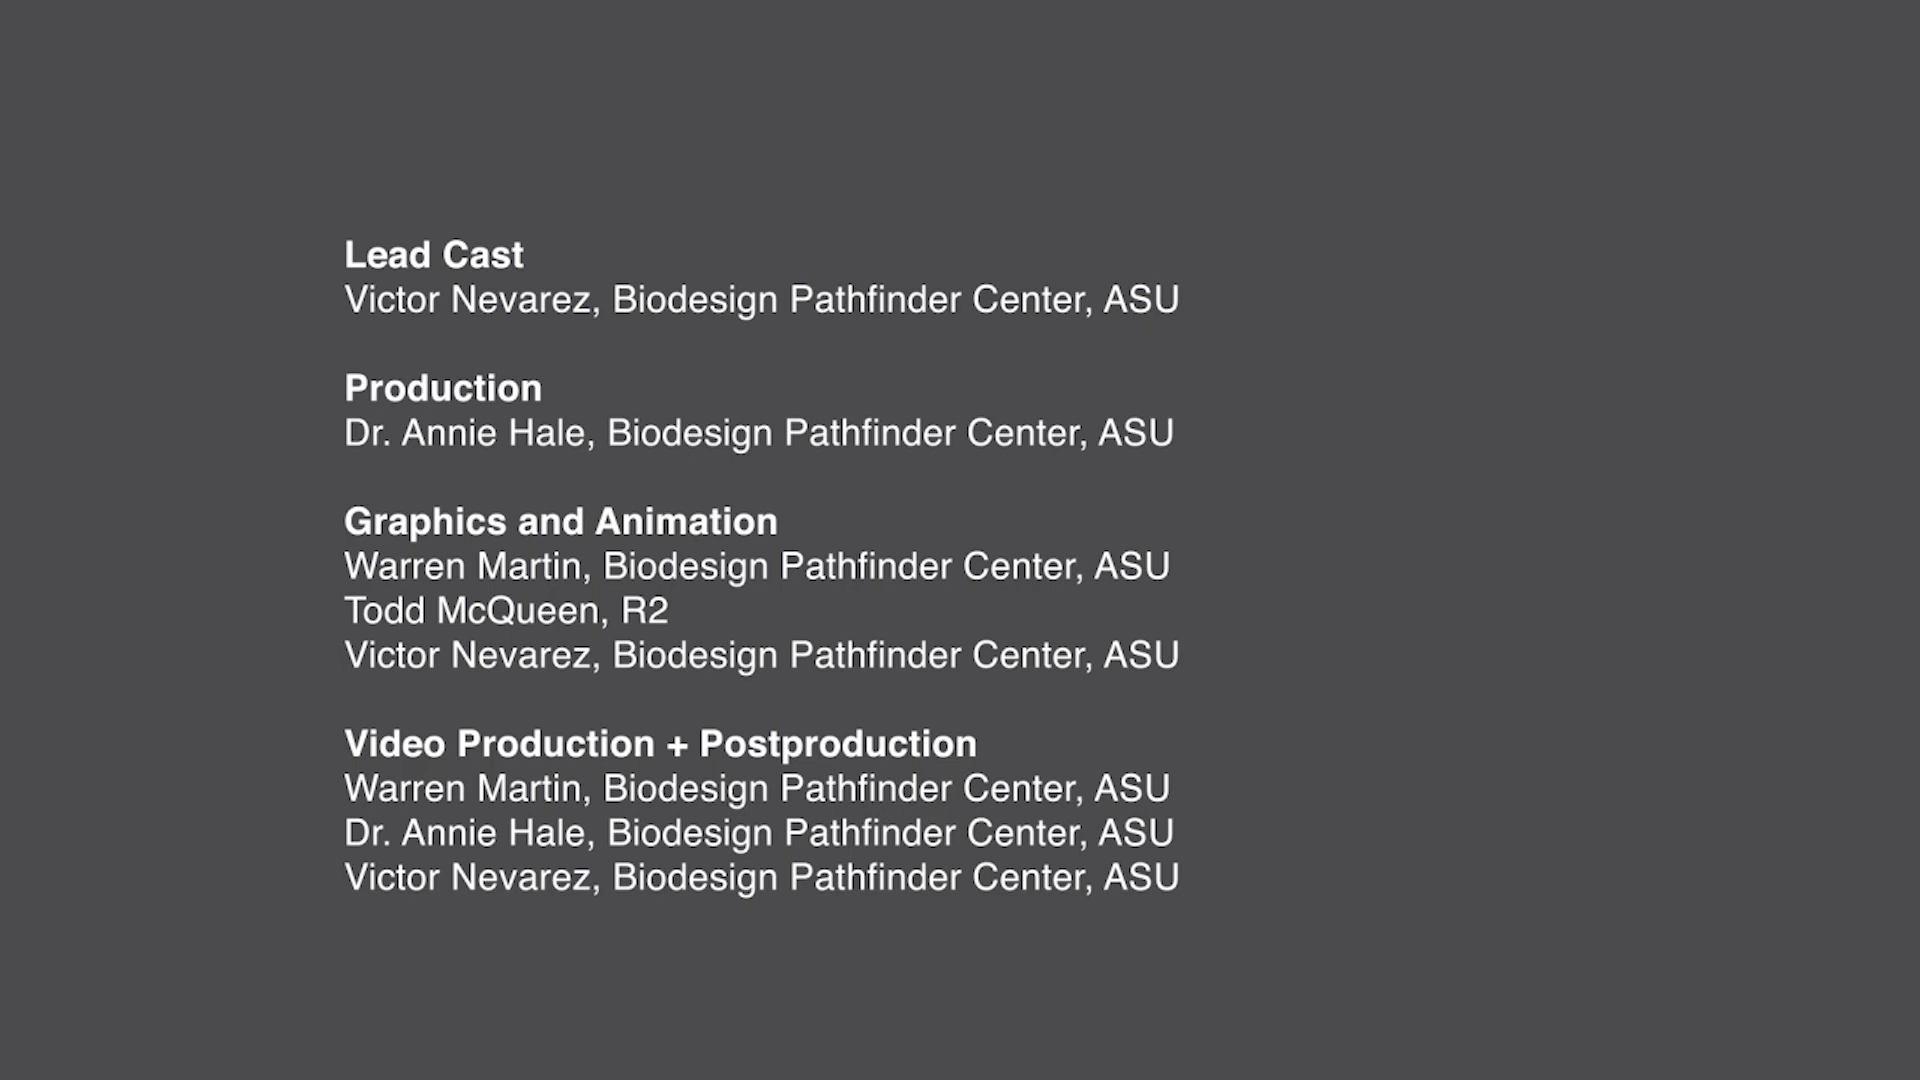 Lead Cast
Victor Nevarez, Biodesign Pathfinder Center, ASU
Production
Dr. Annie Hale, Biodesign Pathfinder Center, ASU
Graphics and Animation
Warren Martin, Biodesign Pathfinder Center, ASU
Todd McQueen, R2
Victor Nevarez, Biodesign Pathfinder Center, ASU
Video Production + Postproduction
Warren Martin, Biodesign Pathfinder Center, ASU
Dr. Annie Hale, Biodesign Pathfinder Center, ASU
Victor Nevarez, Biodesign Pathfinder Center, ASU